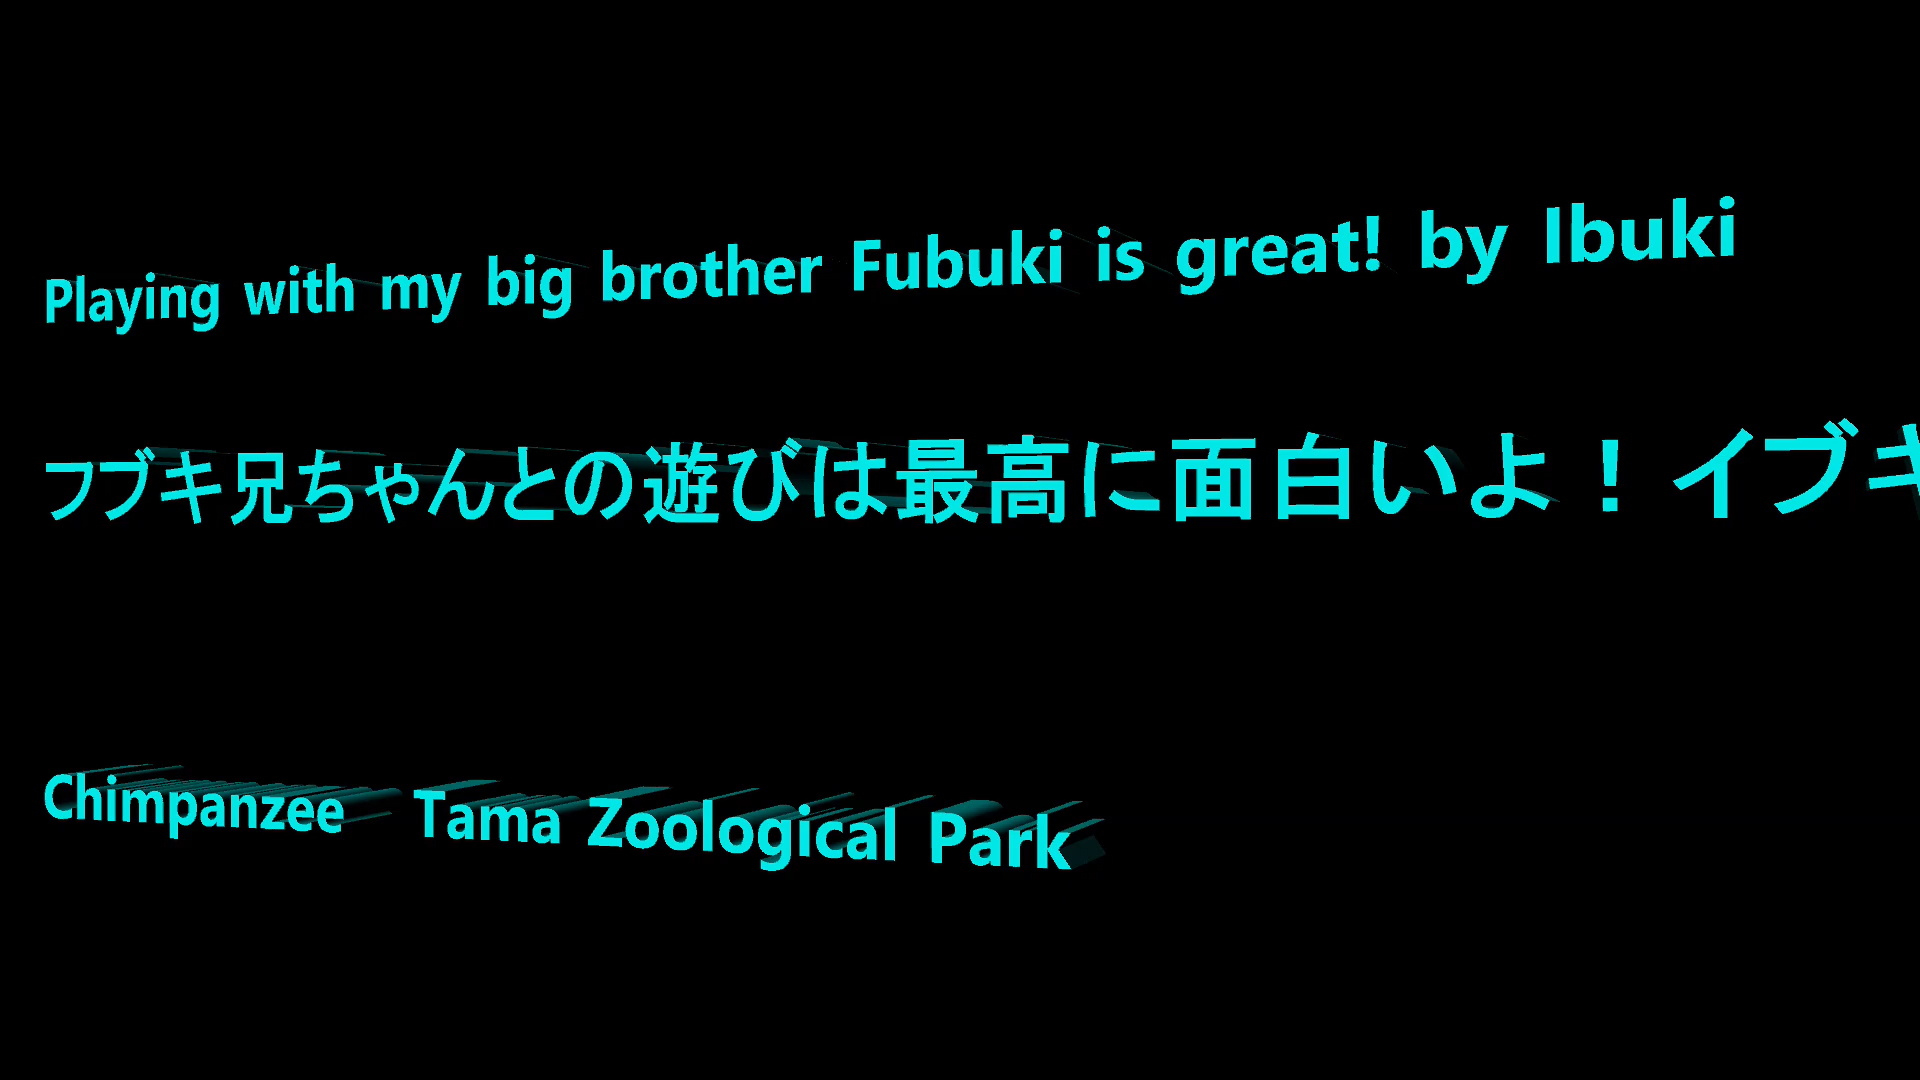 Playing with my big brother Fubuki is great! by Ibuki
フブキ兄ちゃんとの遊びは最高に面白いよ！ イブキ
Chimpanzee Tama Zoological Park